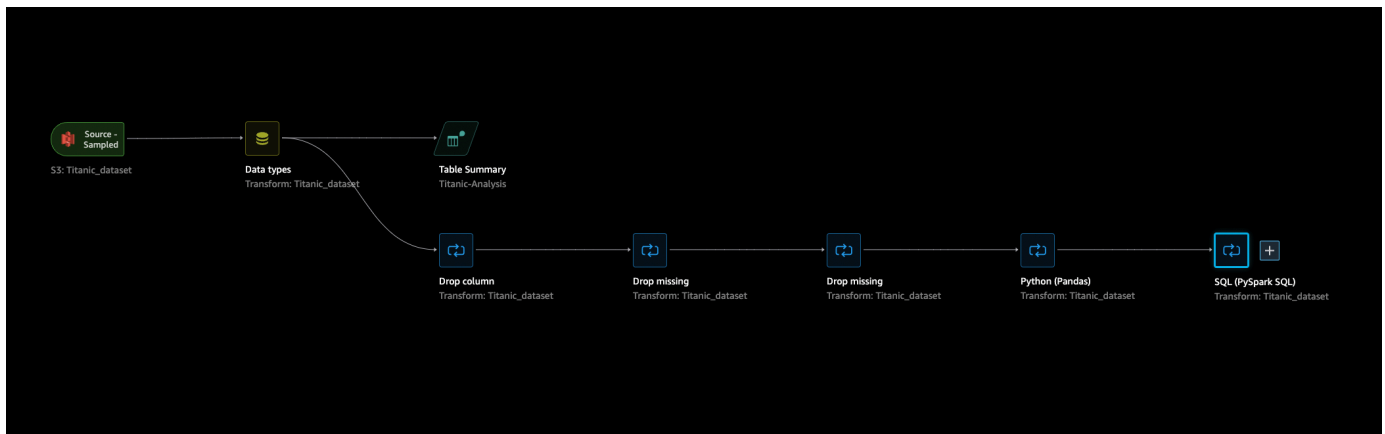 Source -
Sampled
S3: Titanic_dataset
Data types
Transform: Titanic_dataset
Table Summary
Titanic-Analysis
Drop column
Transform: Titanic_dataset
Drop missing
Transform: Titanic_dataset
Drop missing
Transform: Titanic_dataset
Python (Pandas)
Transform: Titanic_dataset
SQL (PySpark SQL)
Transform: Titanic_dataset